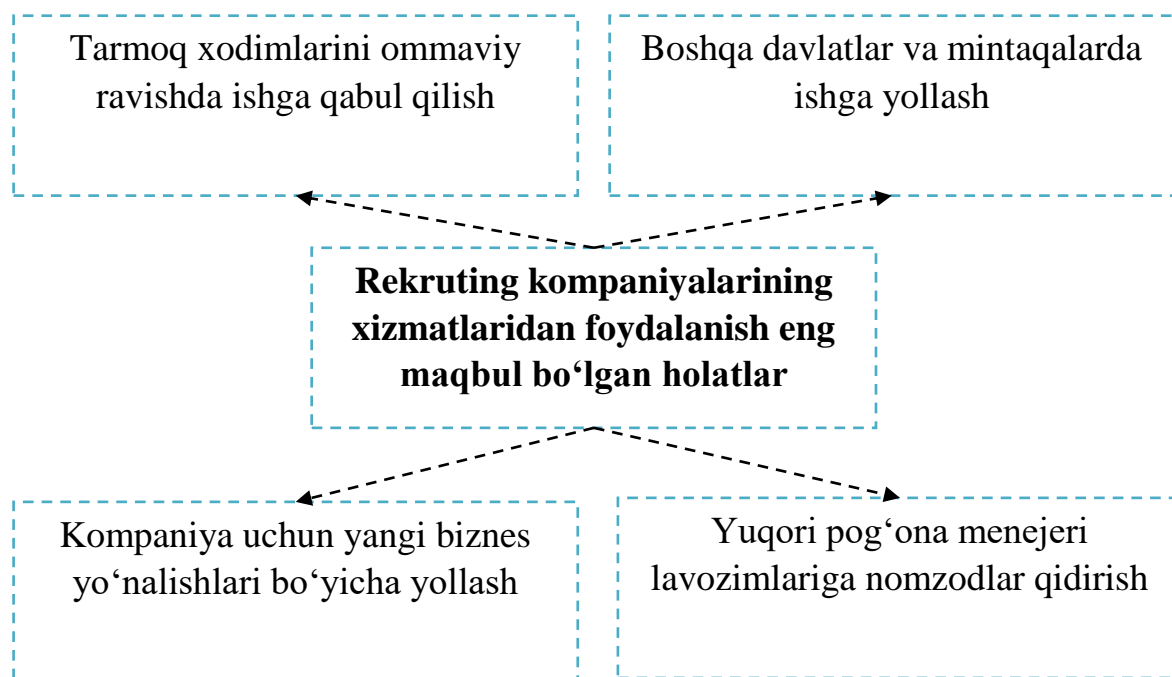 Tarmoq xodimlarini ommaviy
ravishda ishga qabul qilish
Boshqa davlatlar va mintaqalarda
ishga yollash
Rekruting kompaniyalarining
xizmatlaridan foydalanish eng
maqbul bo‘lgan holatlar
Kompaniya uchun yangi biznes
yo‘nalishlari bo‘yicha yollash
Yuqori pog‘ona menejeri
lavozimlariga nomzodlar qidirish